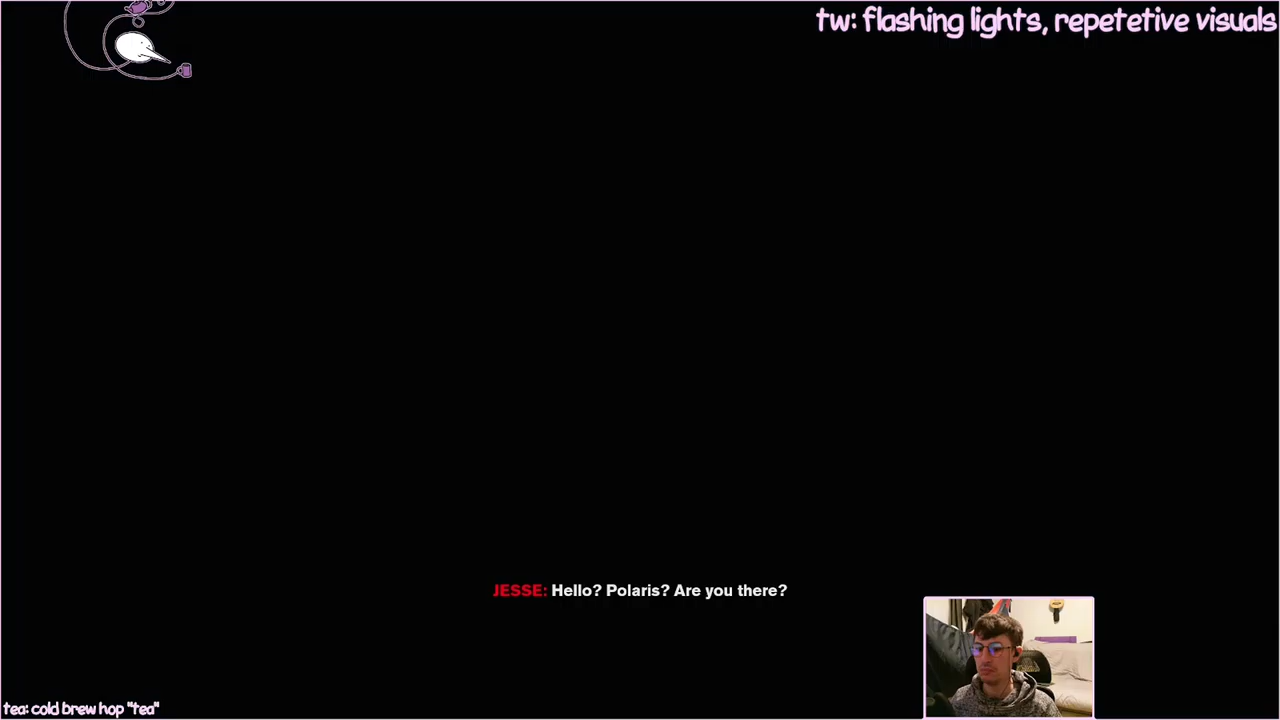 tw: flashing lights, repetetive visuals
JESSE: Hello? Polaris? Are you there?
tea: cold brew hop "tea"